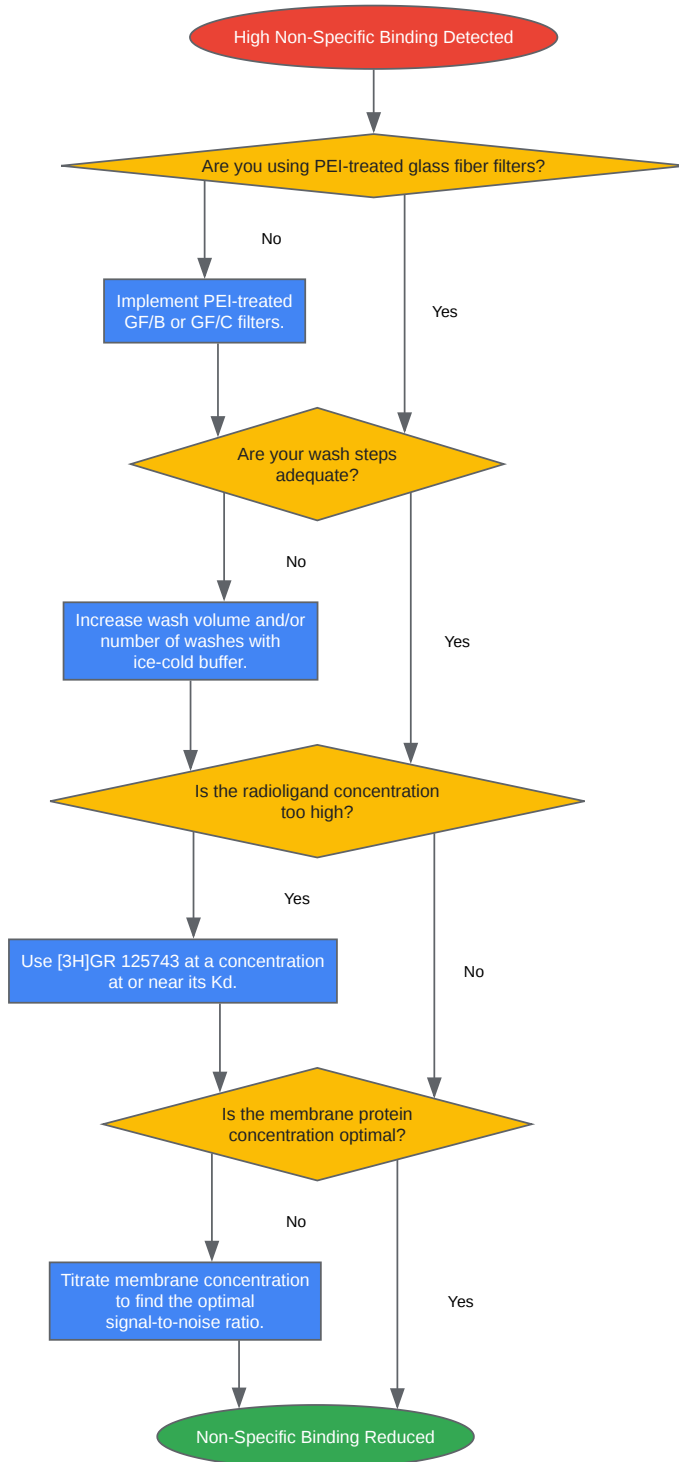 High Non-Specific Binding Detected
Are you using PEI-treated glass fiber filters?
No
Implement PEI-treated
GF/B or GF/C filters.
Yes
Are your wash steps
adequate?
No
Increase wash volume and/or
number of washes with
ice-cold buffer.
Yes
Is the radioligand concentration
too high?
Yes
Use [3H]GR 125743 at a concentration
at or near its Kd.
No
Is the membrane protein
concentration optimal?
No
Titrate membrane concentration
to find the optimal
signal-to-noise ratio.
Yes
Non-Specific Binding Reduced